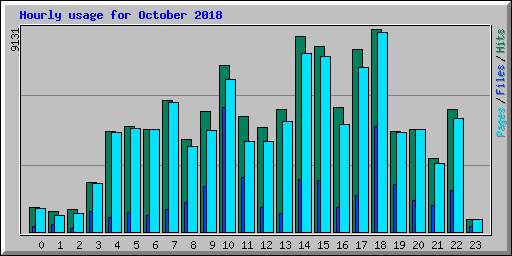 Hourly usage for October 2018
9131
Pages/Files/Hits
0 1 2 3 4 5 6 7 8 9 10 11 12 13 14 15 16 17 18 19 20 21 22 23